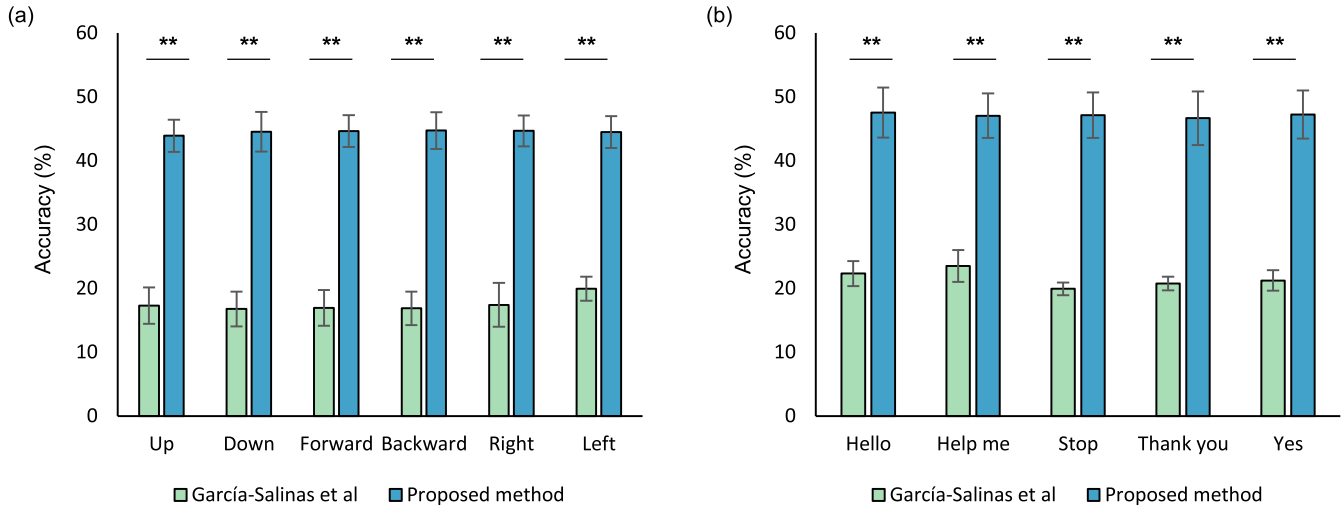 (a)
60
50
40
30
20
10
0
Accuracy (%)
** ** ** ** ** **
Up Down Forward Backward Right Left
García-Salinas et al Proposed method
(b)
60
50
40
30
20
10
0
Accuracy (%)
** ** ** ** **
Hello Help me Stop Thank you Yes
García-Salinas et al Proposed method